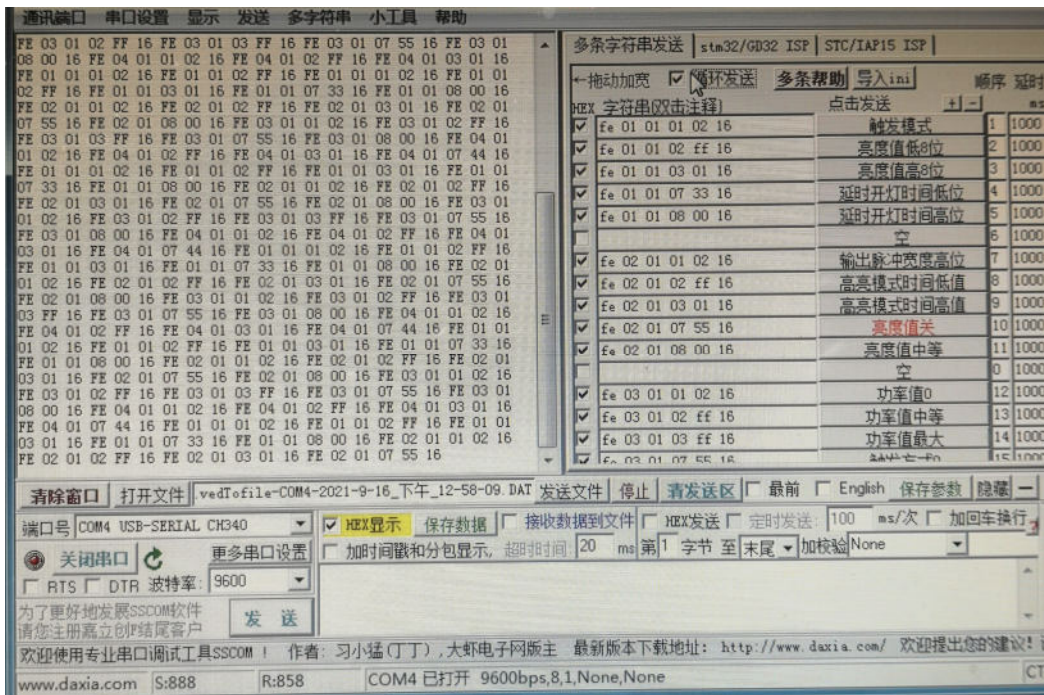 通讯端口 串口设置 显示 发送 多字符串 小工具 帮助
FE 03 01 02 FF 16 FE 03 01 03 FF 16 FE 03 01 07 55 16 FE 03 01
08 00 16 FE 04 01 01 02 16 FE 04 01 02 FF 16 FE 04 01 03 01 16
FE 01 01 01 02 16 FE 01 01 02 FF 16 FE 01 01 01 02 16 FE 01 01
02 FF 16 FE 01 01 03 01 16 FE 01 01 07 33 16 FE 01 01 08 00 16
FE 02 01 01 02 16 FE 02 01 02 FF 16 FE 02 01 03 01 16 FE 02 01
07 55 16 FE 02 01 08 00 16 FE 03 01 01 02 16 FE 03 01 02 FF 16
FE 03 01 03 FF 16 FE 03 01 07 55 16 FE 03 01 08 00 16 FE 04 01
01 02 16 FE 04 01 02 FF 16 FE 04 01 03 01 16 FE 04 01 07 44 16
FE 01 01 01 02 16 FE 01 01 02 FF 16 FE 01 01 03 01 16 FE 01 01
07 33 16 FE 01 01 08 00 16 FE 02 01 01 02 16 FE 02 01 02 FF 16
FE 02 01 03 01 16 FE 02 01 07 55 16 FE 02 01 08 00 16 FE 03 01
01 02 16 FE 03 01 02 FF 16 FE 03 01 03 FF 16 FE 03 01 07 55 16
FE 03 01 08 00 16 FE 04 01 01 02 16 FE 04 01 02 FF 16 FE 04 01
03 01 16 FE 04 01 07 44 16 FE 01 01 01 02 16 FE 01 01 02 FF 16
FE 01 01 03 01 16 FE 01 01 07 33 16 FE 01 01 08 00 16 FE 02 01
01 02 16 FE 02 01 02 FF 16 FE 02 01 03 01 16 FE 02 01 07 55 16
FE 02 01 08 00 16 FE 03 01 01 02 16 FE 03 01 02 FF 16 FE 03 01
03 FF 16 FE 03 01 07 55 16 FE 03 01 08 00 16 FE 04 01 01 02 16
FE 04 01 02 FF 16 FE 04 01 03 01 16 FE 04 01 07 44 16 FE 01 01
01 02 16 FE 01 01 02 FF 16 FE 01 01 03 01 16 FE 01 01 07 33 16
FE 01 01 08 00 16 FE 02 01 01 02 16 FE 02 01 02 FF 16 FE 02 01
03 01 16 FE 02 01 07 55 16 FE 02 01 08 00 16 FE 03 01 01 02 16
FE 03 01 02 FF 16 FE 03 01 03 FF 16 FE 03 01 07 55 16 FE 03 01
08 00 16 FE 04 01 01 02 16 FE 04 01 02 FF 16 FE 04 01 03 01 16
FE 04 01 07 44 16 FE 01 01 01 02 16 FE 01 01 02 FF 16 FE 01 01
03 01 16 FE 01 01 07 33 16 FE 01 01 08 00 16 FE 02 01 01 02 16
FE 02 01 02 FF 16 FE 02 01 03 01 16 FE 02 01 07 55 16
多条字符串发送 stm32/GD32 ISP STC/IAP15 ISP
←拖动加宽 循环发送 多条帮助 导入ini 顺序 延时
HEX 字符串(双击注释) 点击发送 + - ms
fe 01 01 01 02 16 触发模式 1 1000
fe 01 01 02 ff 16 亮度值低8位 2 1000
fe 01 01 03 01 16 亮度值高8位 3 1000
fe 01 01 07 33 16 延时开灯时间低位 4 1000
fe 01 01 08 00 16 延时开灯时间高位 5 1000
空 6 1000
fe 02 01 01 02 16 输出脉冲宽度高位 7 1000
fe 02 01 02 ff 16 高亮模式时间低值 8 1000
fe 02 01 03 01 16 高亮模式时间高值 9 1000
fe 02 01 07 55 16 亮度值关 10 1000
fe 02 01 08 00 16 亮度值中等 11 1000
空 0 1000
fe 03 01 01 02 16 功率值0 12 1000
fe 03 01 02 ff 16 功率值中等 13 1000
fe 03 01 03 ff 16 功率值最大 14 1000
fe 03 01 07 55 16 15 1000
清除窗口 打开文件 .vedTofile-COM4-2021-9-16_下午_12-58-09.DAT 发送文件 停止 清发送区 最前 English 保存参数 隐藏 —
端口号 COM4 USB-SERIAL CH340 HEX显示 保存数据 接收数据到文件 HEX发送 定时发送: 100 ms/次 加回车换行
关闭串口 更多串口设置 加时间戳和分包显示, 超时时间: 20 ms 第1 字节 至 末尾 加校验None
RTS DTR 波特率: 9600
为了更好地发展SSCOM软件
请您注册嘉立创F结尾客户
发 送
欢迎使用专业串口调试工具SSCOM ! 作者: 习小猛(丁丁),大虾电子网版主 最新版本下载地址: http://www.daxia.com/ 欢迎提出您的建议!
www.daxia.com S:888 R:858 COM4 已打开 9600bps,8,1,None,None CT